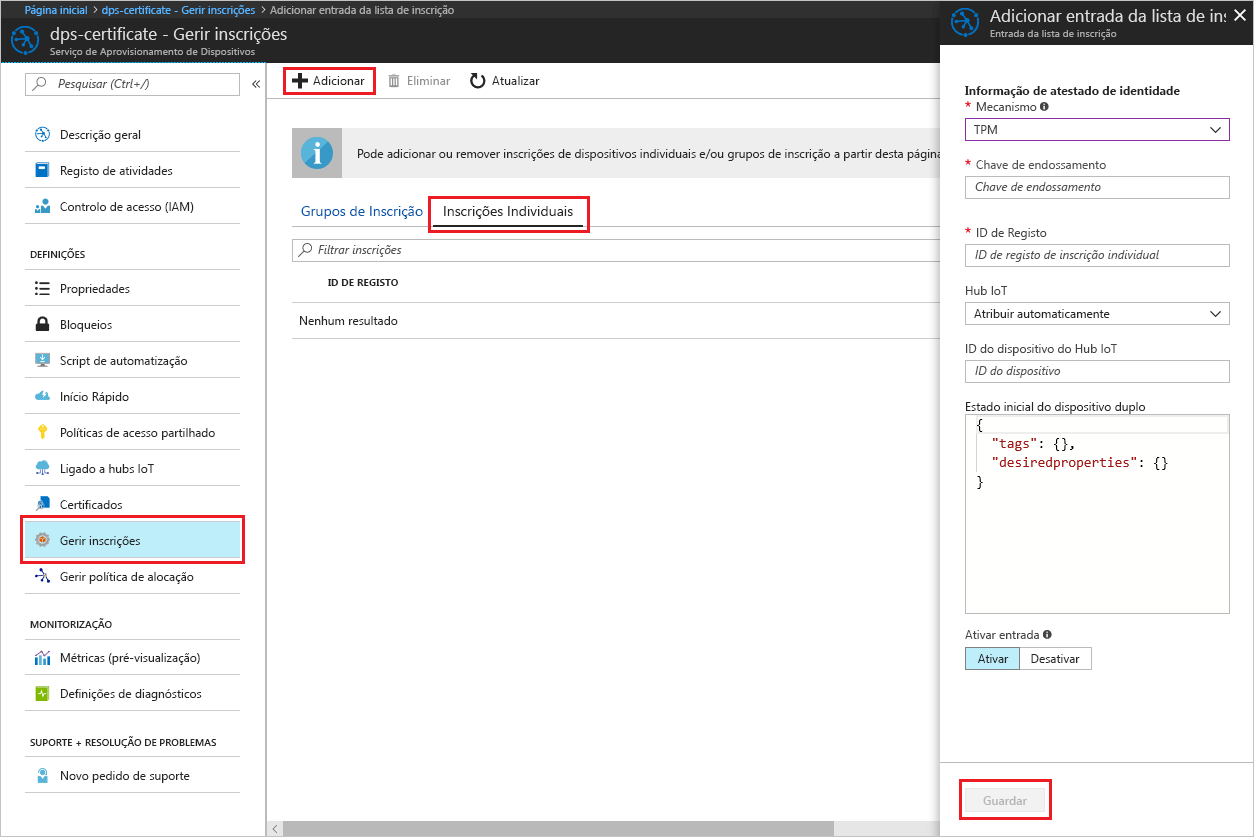 Página inicial > dps-certificate - Gerir inscrições > Adicionar entrada da lista de inscrição
dps-certificate - Gerir inscrições
Serviço de Aprovisionamento de Dispositivos
Pesquisar (Ctrl+/)
«
Descrição geral
Registo de atividades
Controlo de acesso (IAM)
DEFINIÇÕES
Propriedades
Bloqueios
Script de automatização
Início Rápido
Políticas de acesso partilhado
Ligado a hubs IoT
Certificados
Gerir inscrições
Gerir política de alocação
MONITORIZAÇÃO
Métricas (pré-visualização)
Definições de diagnósticos
SUPORTE + RESOLUÇÃO DE PROBLEMAS
Novo pedido de suporte
Adicionar
Eliminar
Atualizar
Pode adicionar ou remover inscrições de dispositivos individuais e/ou grupos de inscrição a partir desta página
Grupos de Inscrição
Inscrições Individuais
Filtrar inscrições
ID DE REGISTO
Nenhum resultado
Adicionar entrada da lista de ins
Entrada da lista de inscrição
Informação de atestado de identidade
* Mecanismo
TPM
* Chave de endossamento
Chave de endossamento
* ID de Registo
ID de registo de inscrição individual
Hub IoT
Atribuir automaticamente
ID do dispositivo do Hub IoT
ID do dispositivo
Estado inicial do dispositivo duplo
{
"tags": {},
"desiredproperties": {}
}
Ativar entrada
Ativar
Desativar
Guardar